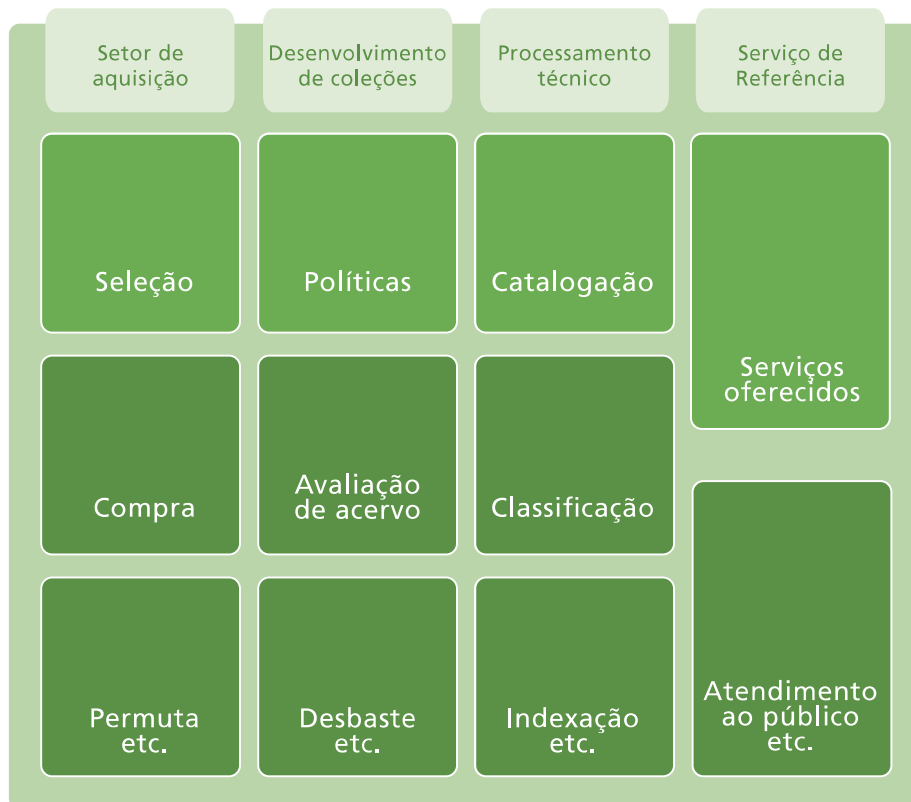 Setor de
aquisição
Desenvolvimento
de coleções
Processamento
técnico
Serviço de
Referência
Seleção
Políticas
Catalogação
Serviços
oferecidos
Compra
Avaliação
de acervo
Classificação
Permuta
etc.
Desbaste
etc.
Indexação
etc.
Atendimento
ao público
etc.